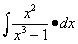 ∫ x² / (x³ − 1) • dx